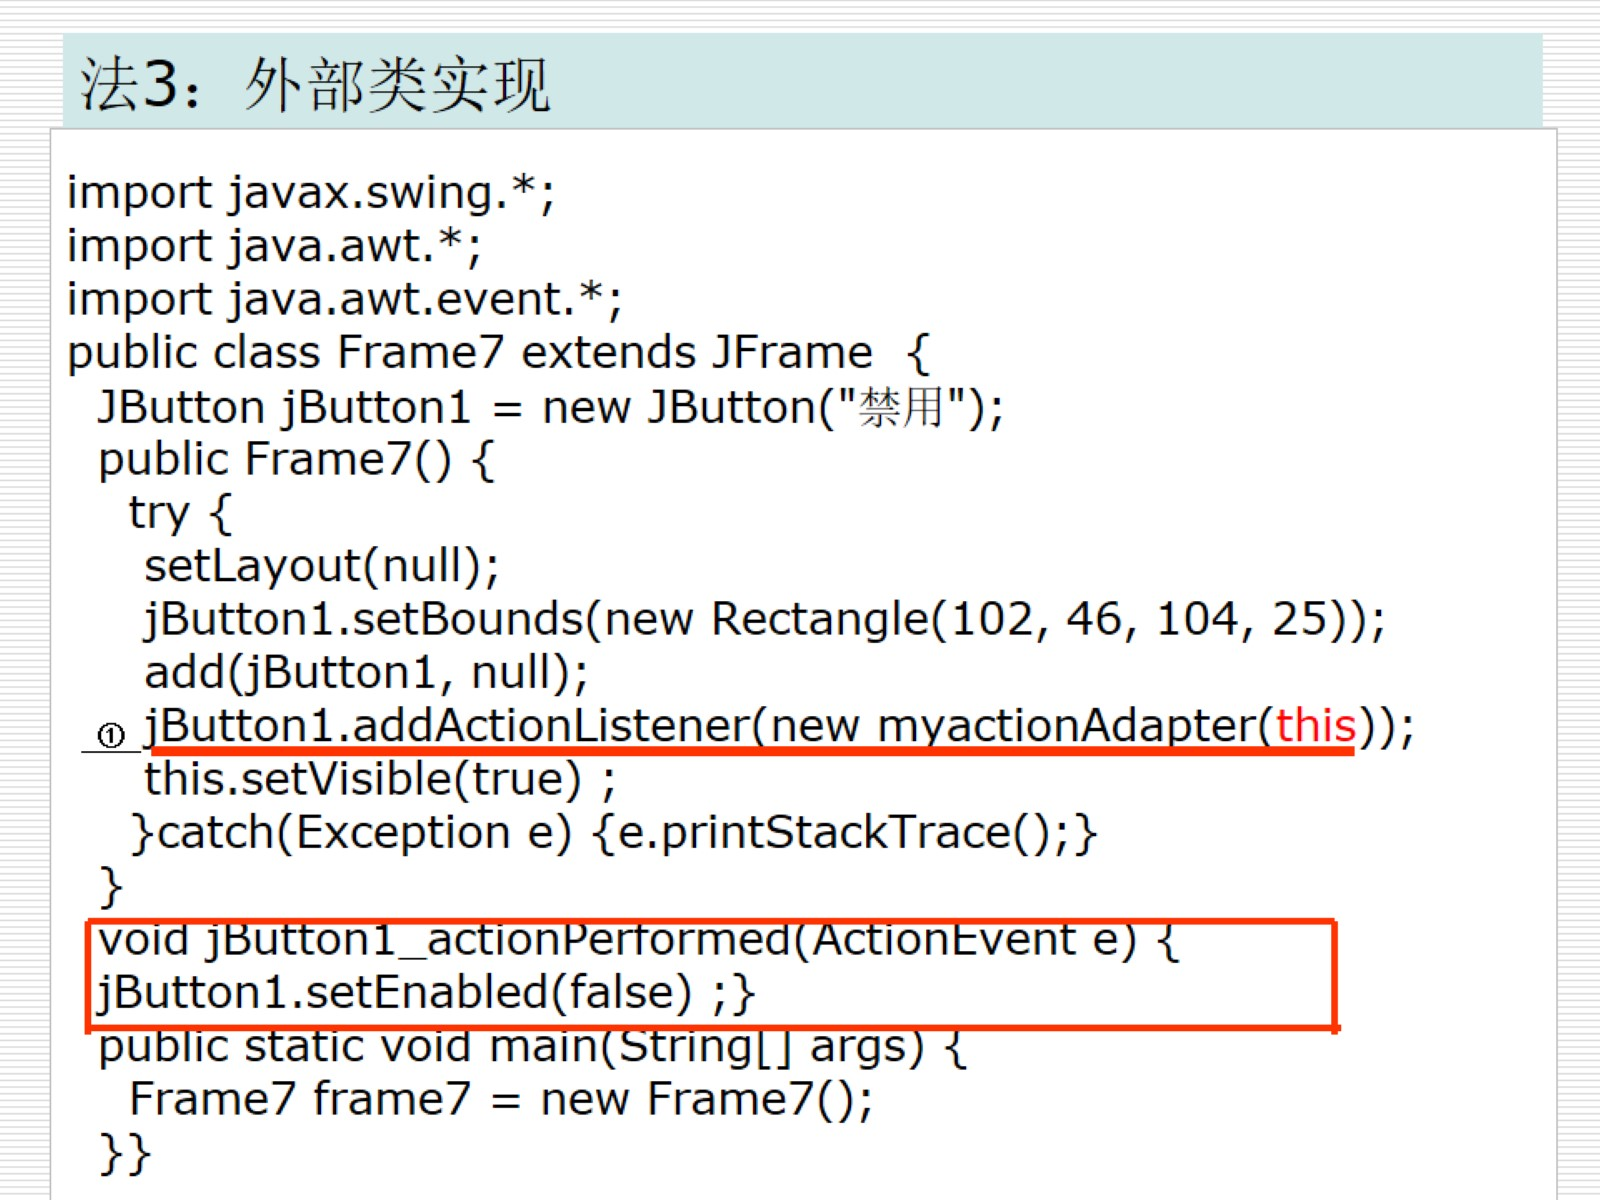 法3：外部类实现
import javax.swing.*;
import java.awt.*;
import java.awt.event.*;
public class Frame7 extends JFrame  {
JButton jButton1 = new JButton("禁用");
public Frame7() {
try {
setLayout(null);
jButton1.setBounds(new Rectangle(102, 46, 104, 25));
add(jButton1, null);
① jButton1.addActionListener(new myactionAdapter(this));
this.setVisible(true) ;
}catch(Exception e) {e.printStackTrace();}
}
void jButton1_actionPerformed(ActionEvent e) {
jButton1.setEnabled(false) ;}
public static void main(String[] args) {
Frame7 frame7 = new Frame7();
}}